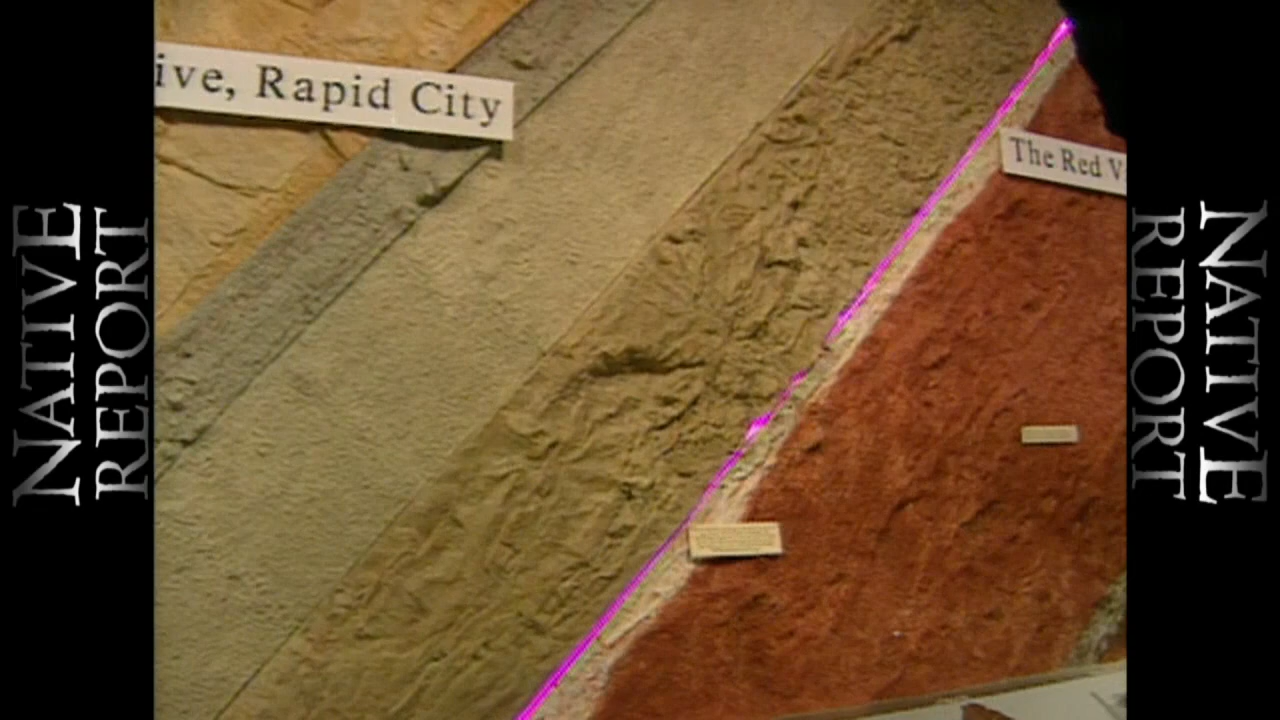 NATIVE
REPORT
ive, Rapid City
The Red V
NATIVE
REPORT